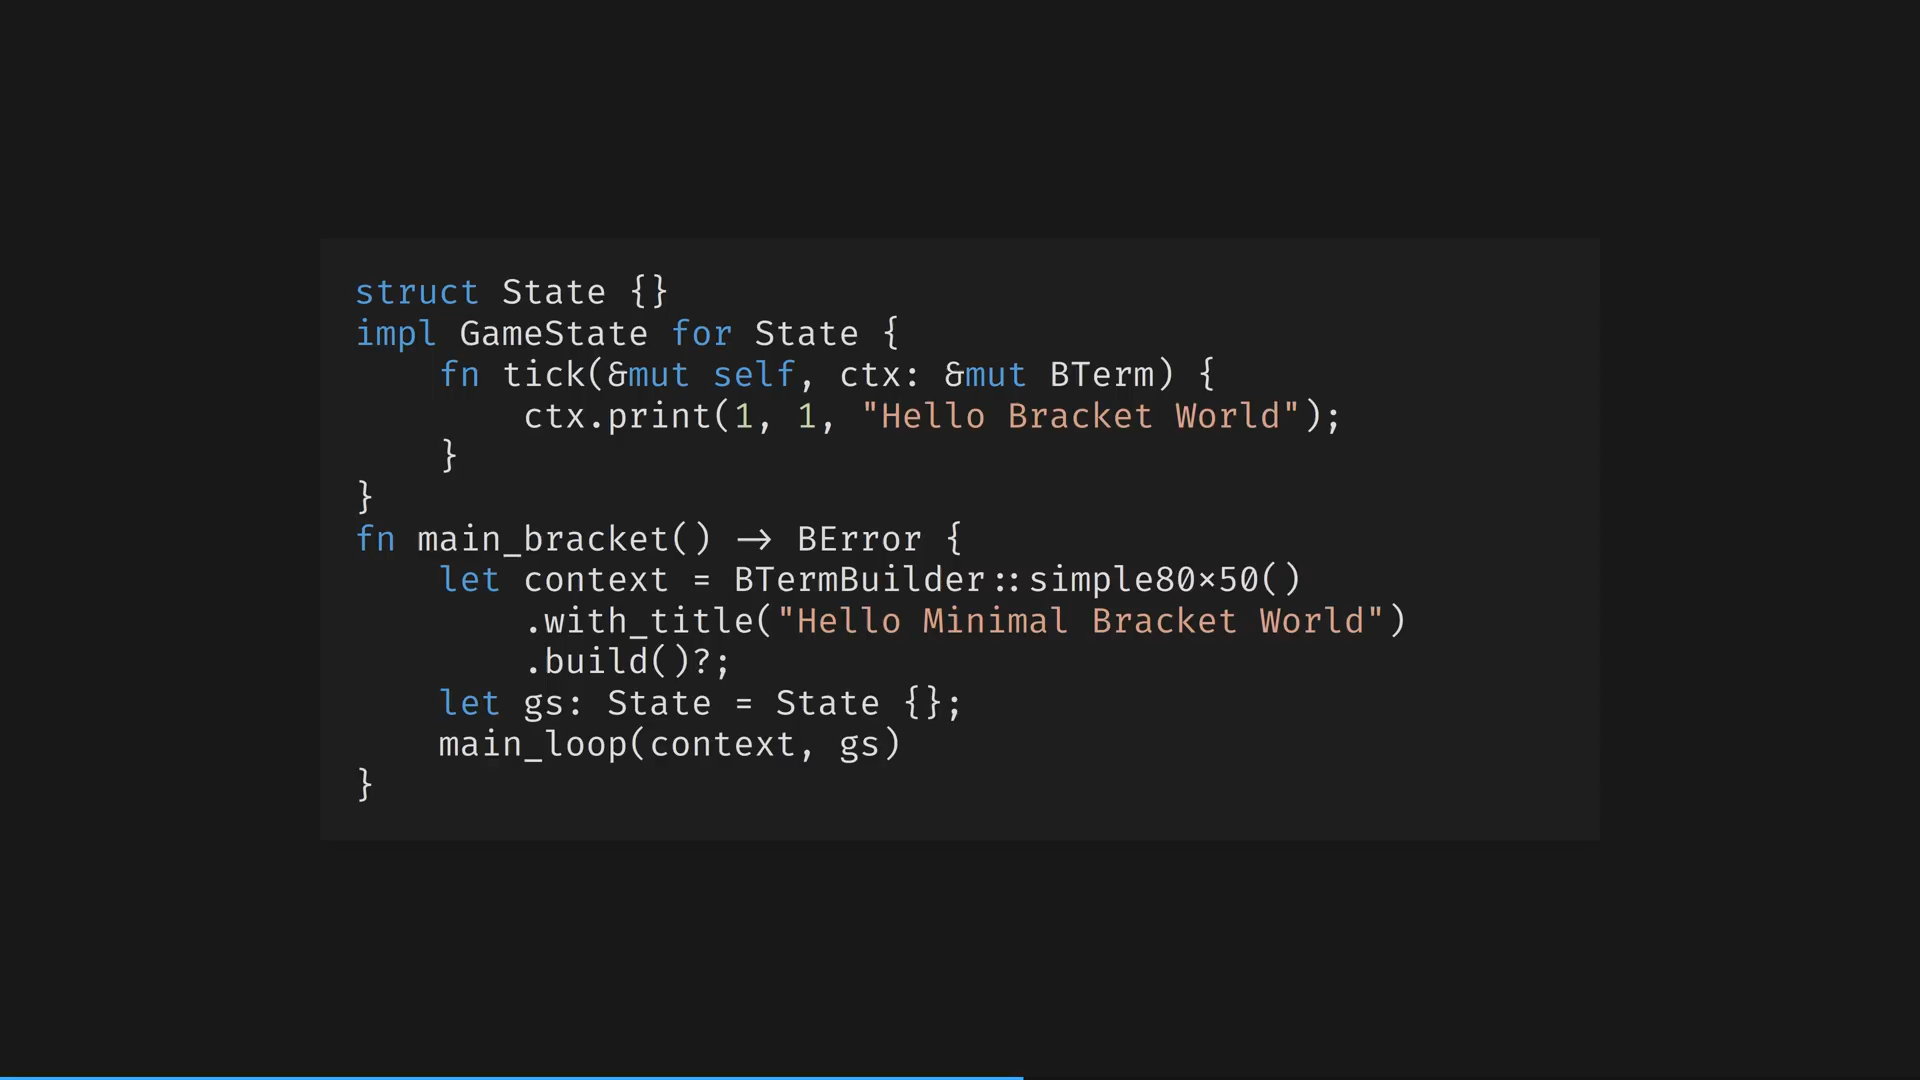 struct State {}
impl GameState for State {
    fn tick(&mut self, ctx: &mut BTerm) {
        ctx.print(1, 1, "Hello Bracket World");
    }
}
fn main_bracket() -> BError {
    let context = BTermBuilder::simple80x50()
        .with_title("Hello Minimal Bracket World")
        .build()?;
    let gs: State = State {};
    main_loop(context, gs)
}